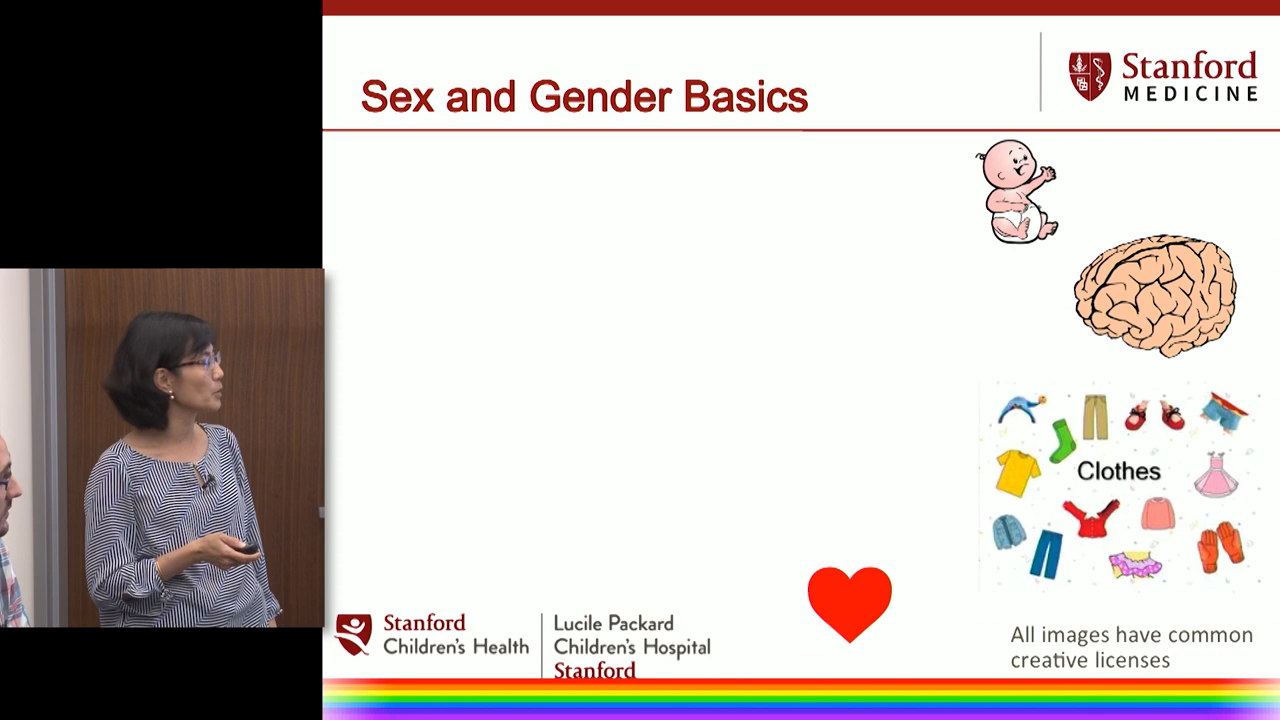 Sex and Gender Basics
Stanford
MEDICINE
Clothes
Stanford
Children's Health
Lucile Packard
Children's Hospital
Stanford
All images have common
creative licenses